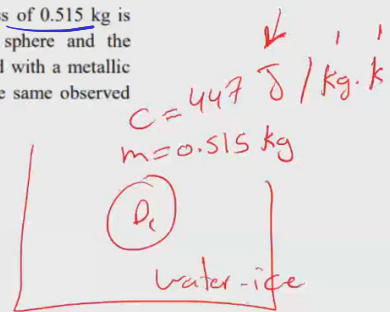 ss of 0.515 kg is
sphere and the
d with a metallic
e same observed
C = 447 J / kg. k
m=0.515 kg
water-ice